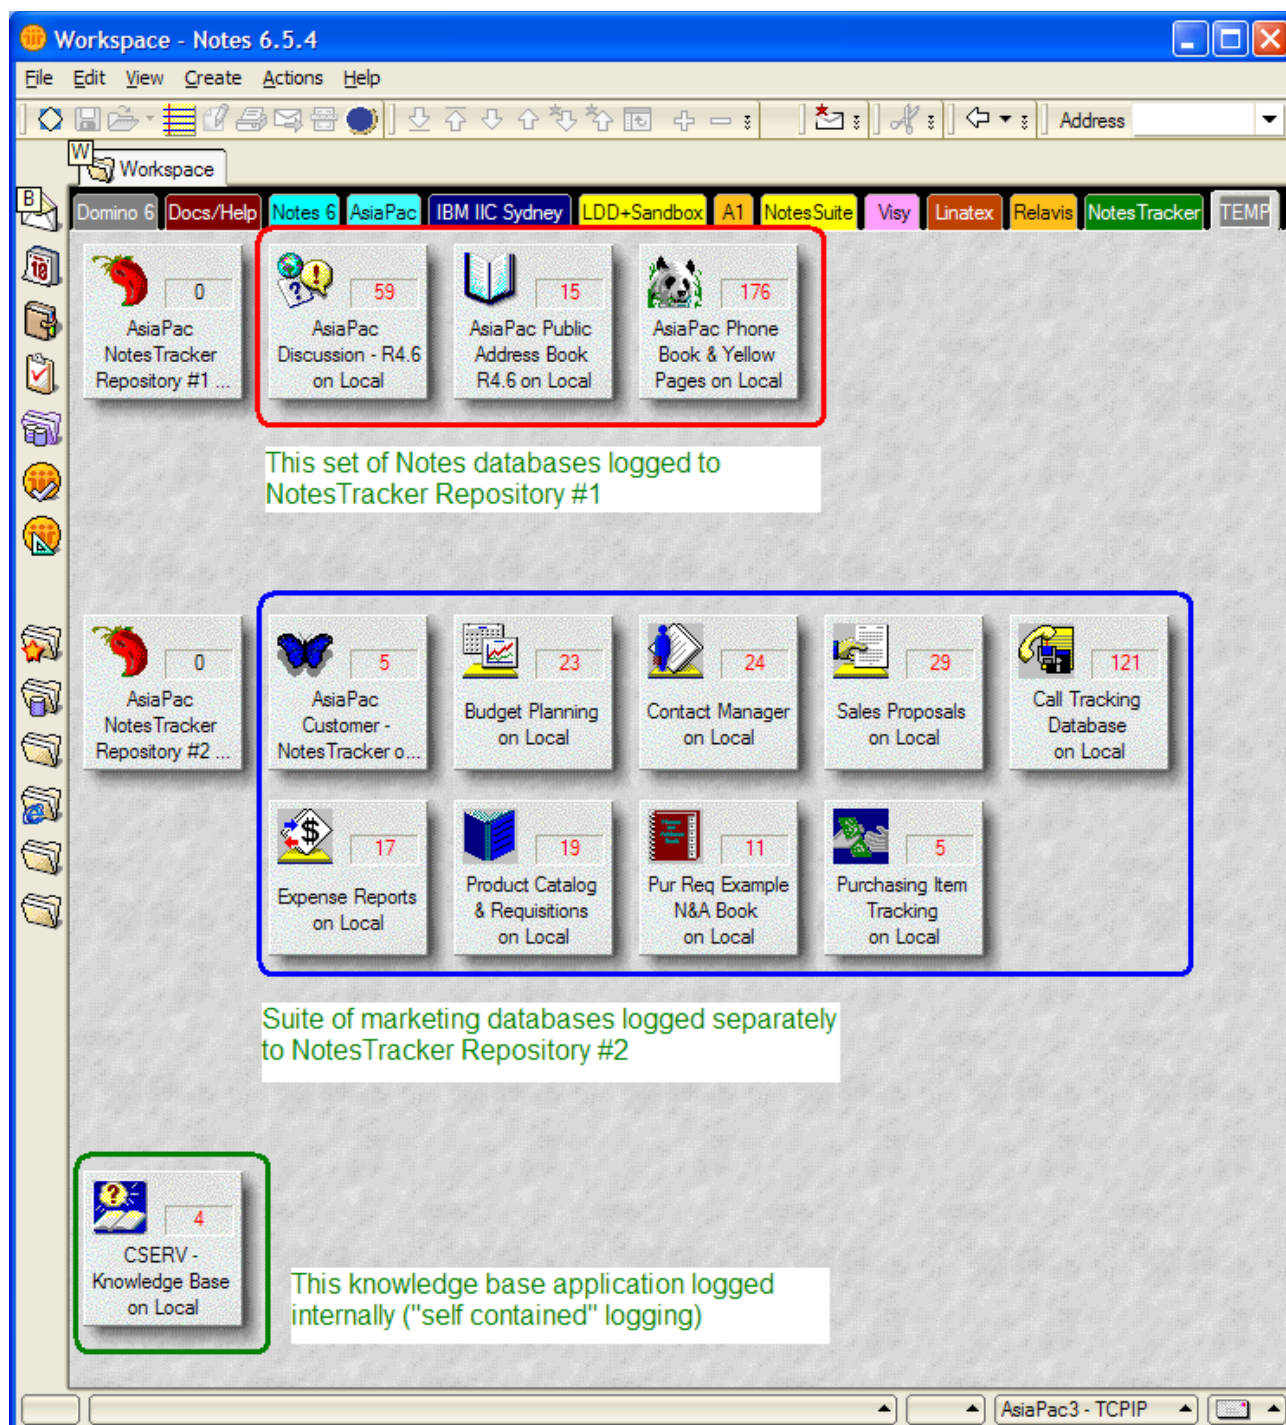 Workspace - Notes 6.5.4
File Edit View Create Actions Help
Address
W
Workspace
B
Domino 6 Docs/Help Notes 6 AsiaPac IBM IIC Sydney LDD+Sandbox A1 NotesSuite Visy Linatex Relavis NotesTracker TEMP
0
AsiaPac
NotesTracker
Repository #1 ...
59
AsiaPac
Discussion - R4.6
on Local
15
AsiaPac Public
Address Book
R4.6 on Local
176
AsiaPac Phone
Book & Yellow
Pages on Local
This set of Notes databases logged to
NotesTracker Repository #1
0
AsiaPac
NotesTracker
Repository #2 ...
5
AsiaPac
Customer -
NotesTracker o...
23
Budget Planning
on Local
24
Contact Manager
on Local
29
Sales Proposals
on Local
121
Call Tracking
Database
on Local
17
Expense Reports
on Local
19
Product Catalog
& Requisitions
on Local
11
Pur Req Example
N&A Book
on Local
5
Purchasing Item
Tracking
on Local
Suite of marketing databases logged separately
to NotesTracker Repository #2
4
CSERV -
Knowledge Base
on Local
This knowledge base application logged
internally ("self contained" logging)
AsiaPac3 - TCPIP